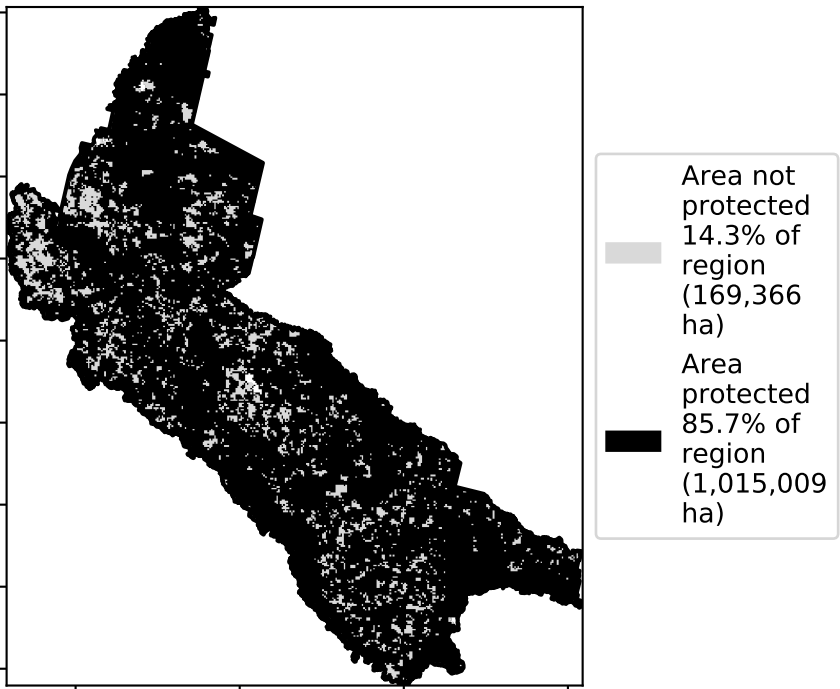 Area not
protected
14.3% of
region
(169,366
ha)
Area
protected
85.7% of
region
(1,015,009
ha)